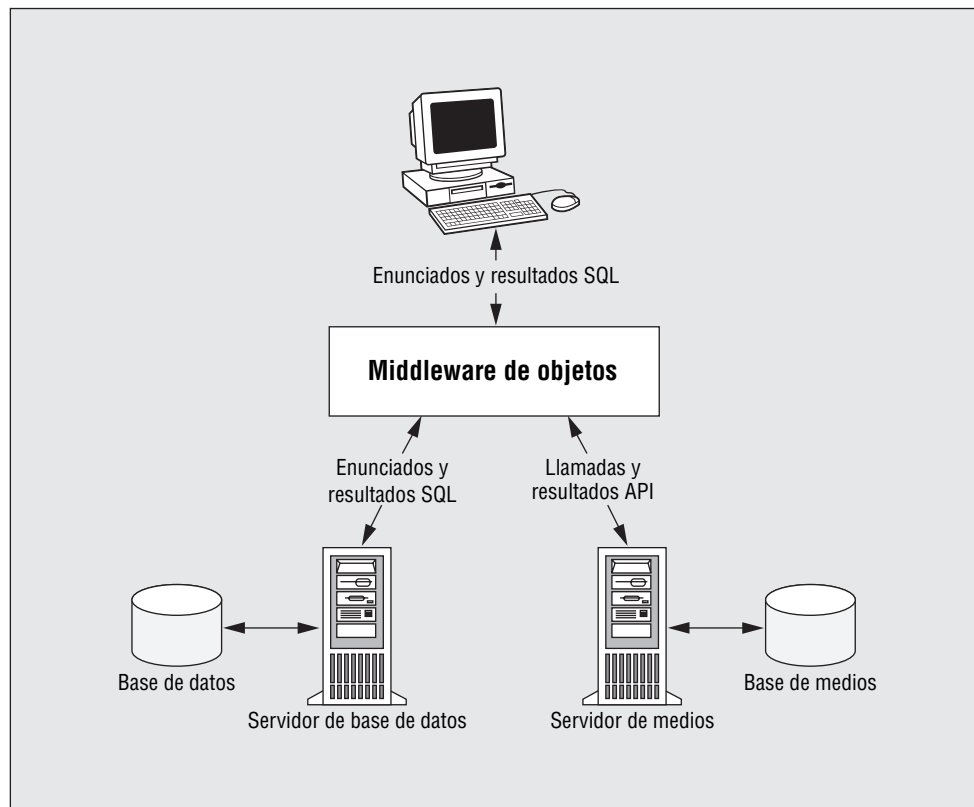 Enunciados y resultados SQL
Middleware de objetos
Enunciados y
resultados SQL
Llamadas y
resultados API
Base de datos
Servidor de base de datos
Servidor de medios
Base de medios